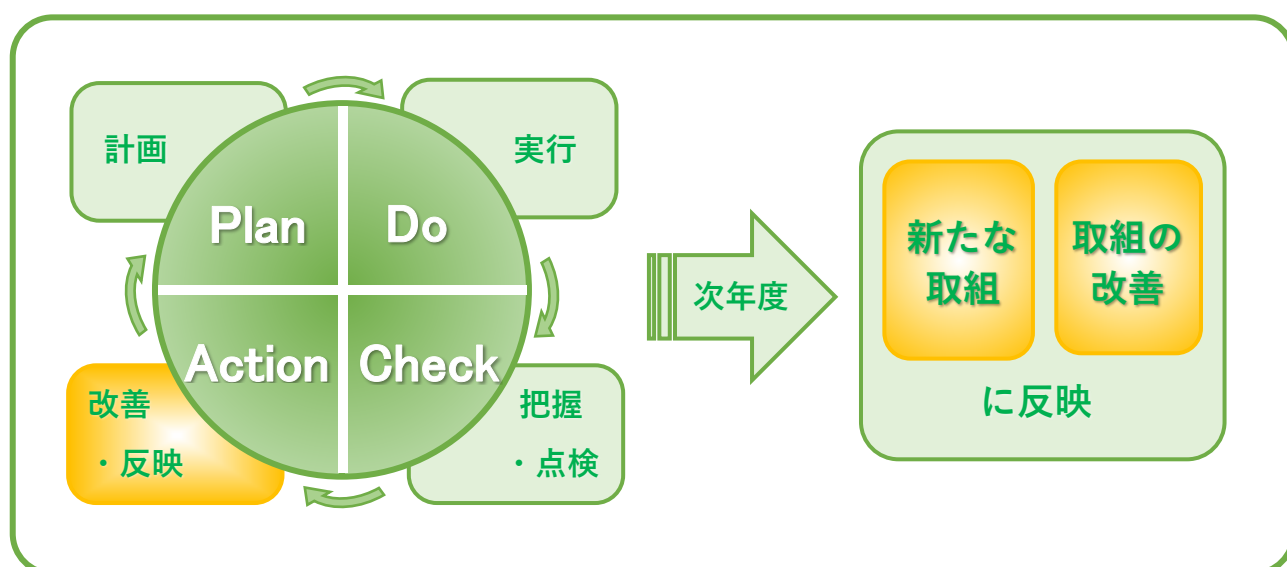 計画
実行
Plan
Do
Action
Check
改善
・反映
把握
・点検
次年度
新たな
取組
取組の
改善
に反映